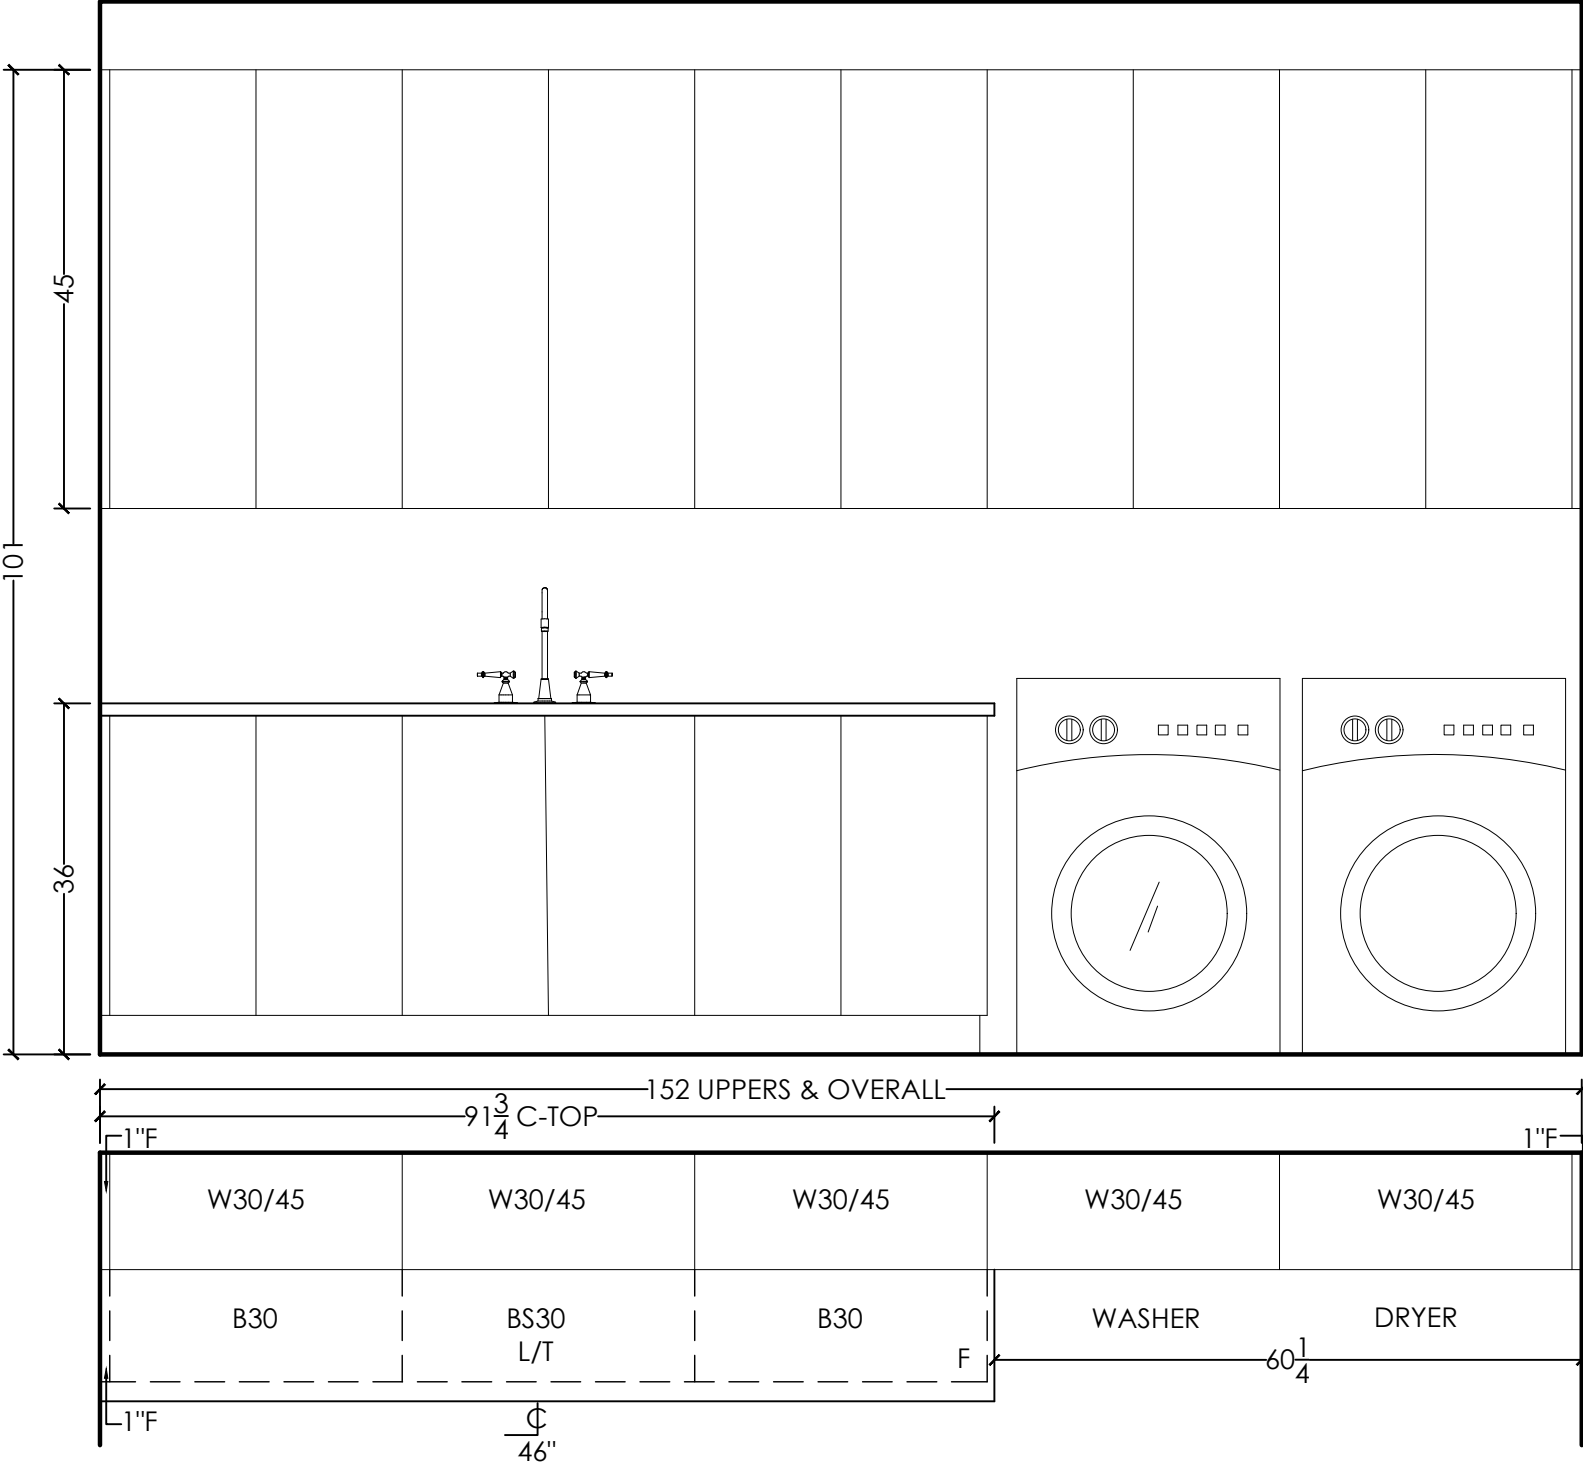 45
101
36
152 UPPERS & OVERALL
91 3/4 C-TOP
1"F
1"F
W30/45
W30/45
W30/45
W30/45
W30/45
B30
BS30
L/T
B30
F
WASHER
DRYER
60 1/4
1"F
℄
46"